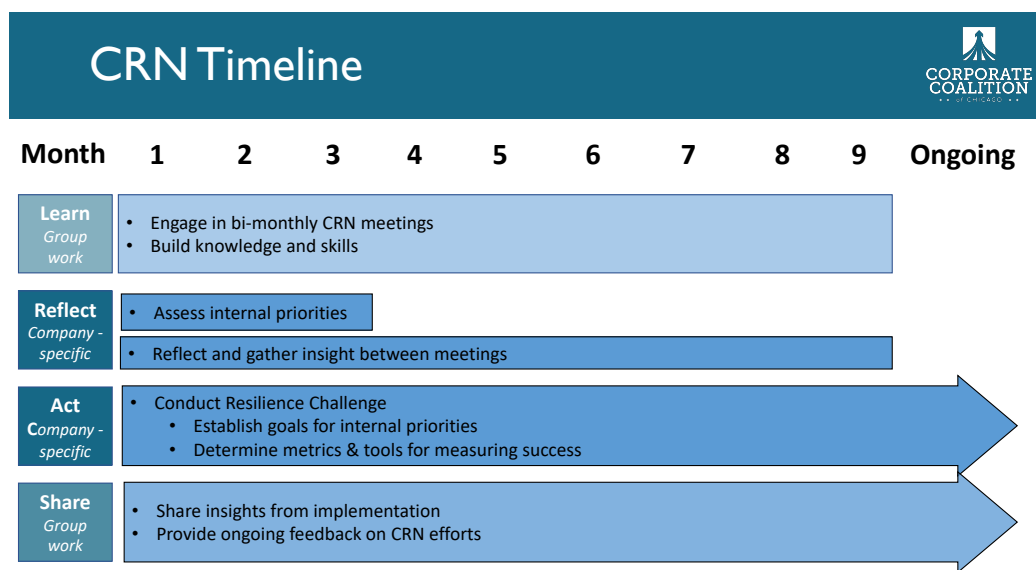 CRN Timeline
CORPORATE
COALITION
•• of CHICAGO ••
Month 1 2 3 4 5 6 7 8 9 Ongoing
Learn
Group
work
• Engage in bi-monthly CRN meetings
• Build knowledge and skills
Reflect
Company -
specific
• Assess internal priorities
• Reflect and gather insight between meetings
Act
Company -
specific
• Conduct Resilience Challenge
• Establish goals for internal priorities
• Determine metrics & tools for measuring success
Share
Group
work
• Share insights from implementation
• Provide ongoing feedback on CRN efforts